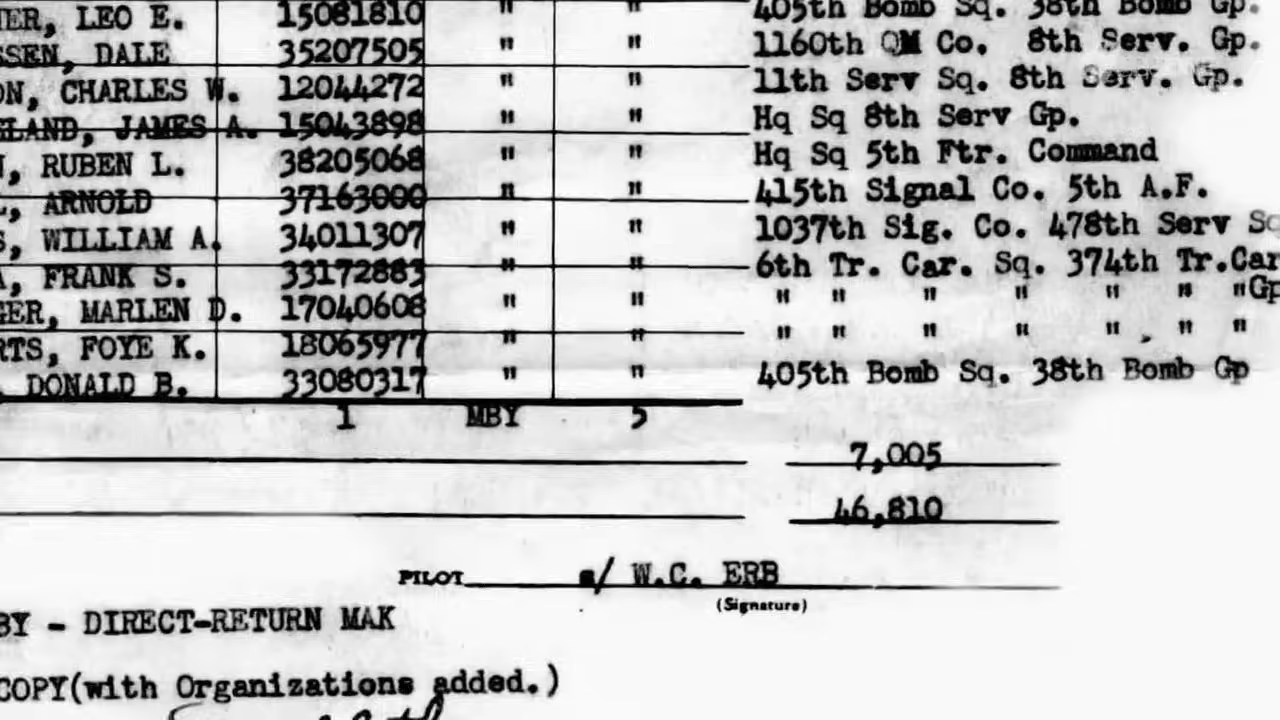 ER, LEO E. 15081810 " " 405th Bomb Sq. 38th Bomb Gp.
SSEN, DALE 35207505 " " 1160th QM Co. 8th Serv. Gp.
ON, CHARLES W. 12044272 " " 11th Serv Sq. 8th Serv. Gp.
GLAND, JAMES A. 15043898 " " Hq Sq 8th Serv Gp.
, RUBEN L. 38205068 " " Hq Sq 5th Ftr. Command
, ARNOLD 37163000 " " 415th Signal Co. 5th A.F.
S, WILLIAM A. 34011307 " " 1037th Sig. Co. 478th Serv Sq
A, FRANK S. 33172883 " " 6th Tr. Car. Sq. 374th Tr.Car
GER, MARLEN D. 17040608 " " " " " " " " "Gp
RTS, FOYE K. 18065977 " " " " " " " " "
, DONALD B. 33080317 " " 405th Bomb Sq. 38th Bomb Gp
1 MBY 5
7,005
46,810
PILOT s/ W.C. ERB
(Signature)
BY - DIRECT-RETURN MAK
COPY(with Organizations added.)